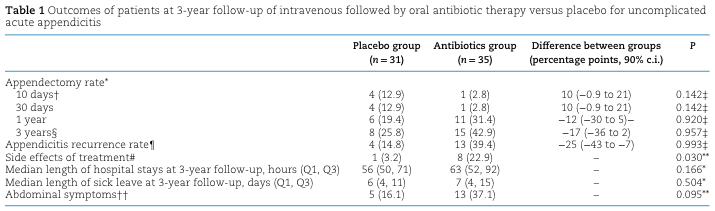 Table 1 Outcomes of patients at 3-year follow-up of intravenous followed by oral antibiotic therapy versus placebo for uncomplicated
acute appendicitis
Placebo group Antibiotics group Difference between groups P
(n = 31) (n = 35) (percentage points, 90% c.i.)
Appendectomy rate*
10 days† 4 (12.9) 1 (2.8) 10 (−0.9 to 21) 0.142‡
30 days 4 (12.9) 1 (2.8) 10 (−0.9 to 21) 0.142‡
1 year 6 (19.4) 11 (31.4) −12 (−30 to 5)– 0.920‡
3 years§ 8 (25.8) 15 (42.9) −17 (−36 to 2) 0.957‡
Appendicitis recurrence rate¶ 4 (14.8) 13 (39.4) −25 (−43 to −7) 0.993‡
Side effects of treatment# 1 (3.2) 8 (22.9) – 0.030**
Median length of hospital stays at 3-year follow-up, hours (Q1, Q3) 56 (50, 71) 63 (52, 92) – 0.166*
Median length of sick leave at 3-year follow-up, days (Q1, Q3) 6 (4, 11) 7 (4, 15) – 0.504*
Abdominal symptoms†† 5 (16.1) 13 (37.1) – 0.095**